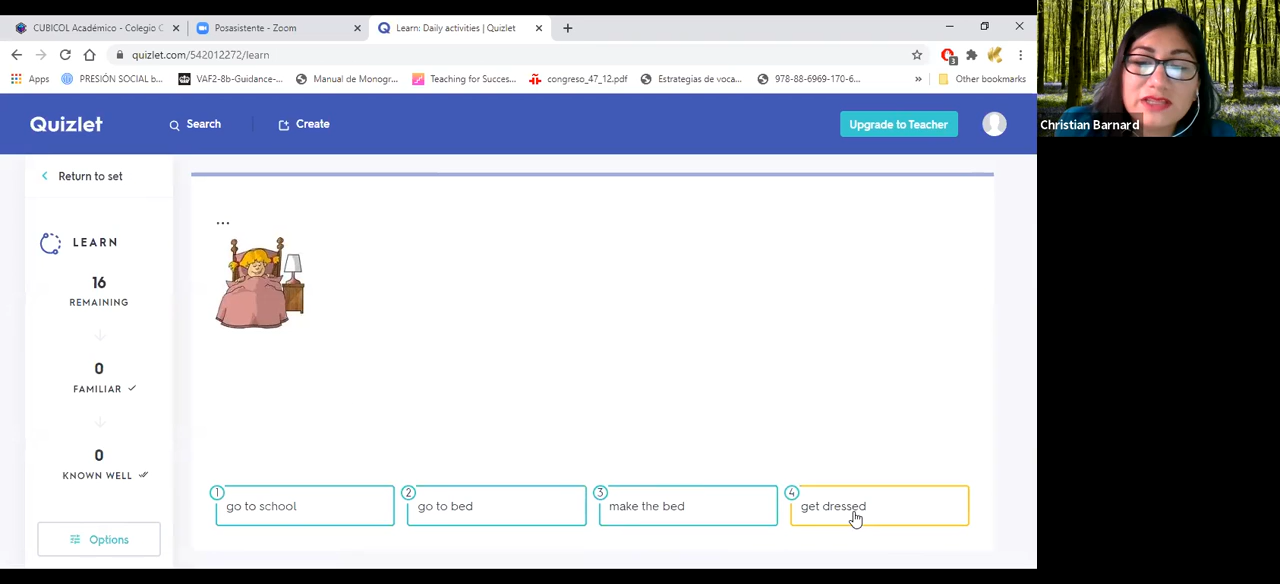 CUBICOL Académico - Colegio C
Posasistente - Zoom
Learn: Daily activities | Quizlet
quizlet.com/542012272/learn
3
Apps
PRESIÓN SOCIAL b...
VAF2-8b-Guidance-...
Manual de Monogr...
Teaching for Succes...
congreso_47_12.pdf
Estrategias de voca...
978-88-6969-170-6...
»
Other bookmarks
Quizlet
Search
Create
Upgrade to Teacher
Christian Barnard
Return to set
LEARN
16
REMAINING
0
FAMILIAR
0
KNOWN WELL
Options
...
1 go to school
2 go to bed
3 make the bed
4 get dressed